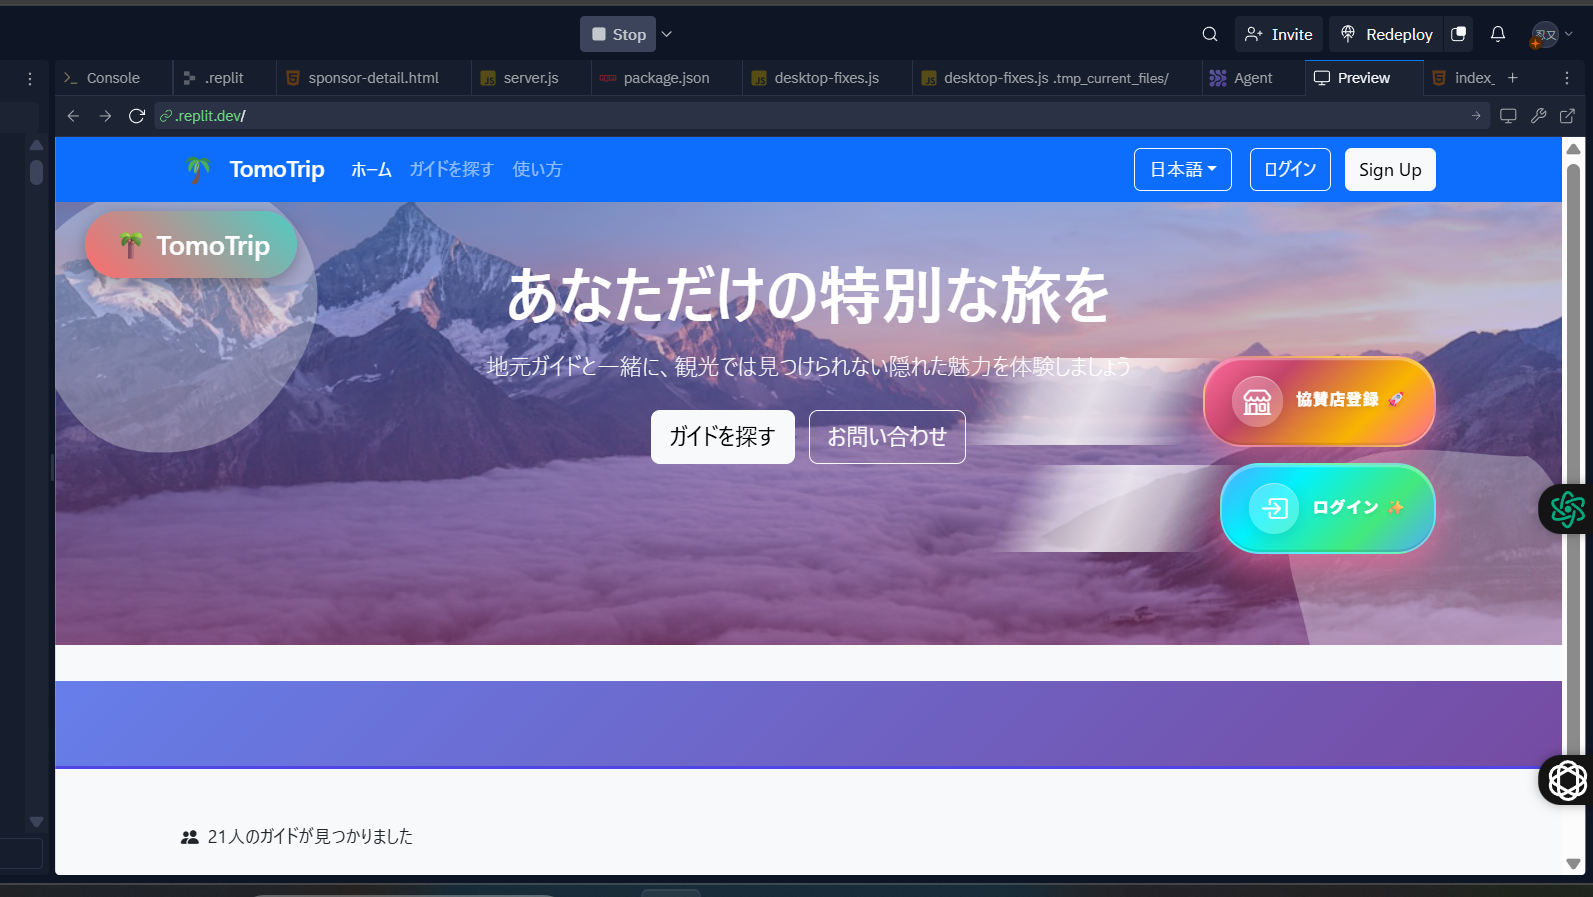 Stop
Invite
Redeploy
忍又
Console
.replit
sponsor-detail.html
server.js
package.json
desktop-fixes.js
desktop-fixes.js .tmp_current_files/
Agent
Preview
index_
.replit.dev/
TomoTrip
ホーム
ガイドを探す
使い方
日本語
ログイン
Sign Up
TomoTrip
あなただけの特別な旅を
地元ガイドと一緒に、観光では見つけられない隠れた魅力を体験しましょう
ガイドを探す
お問い合わせ
協賛店登録 🚀
ログイン ✨
21人のガイドが見つかりました